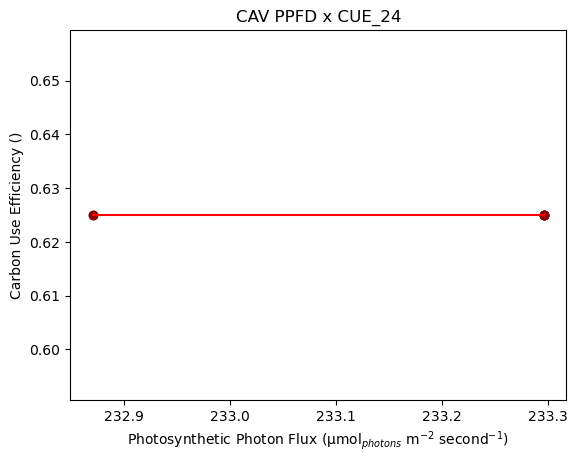 CAV PPFD x CUE_24
0.65
0.64
0.63
0.62
0.61
0.60
Carbon Use Efficiency ()
232.9 233.0 233.1 233.2 233.3
Photosynthetic Photon Flux (µmol_photons m⁻² second⁻¹)